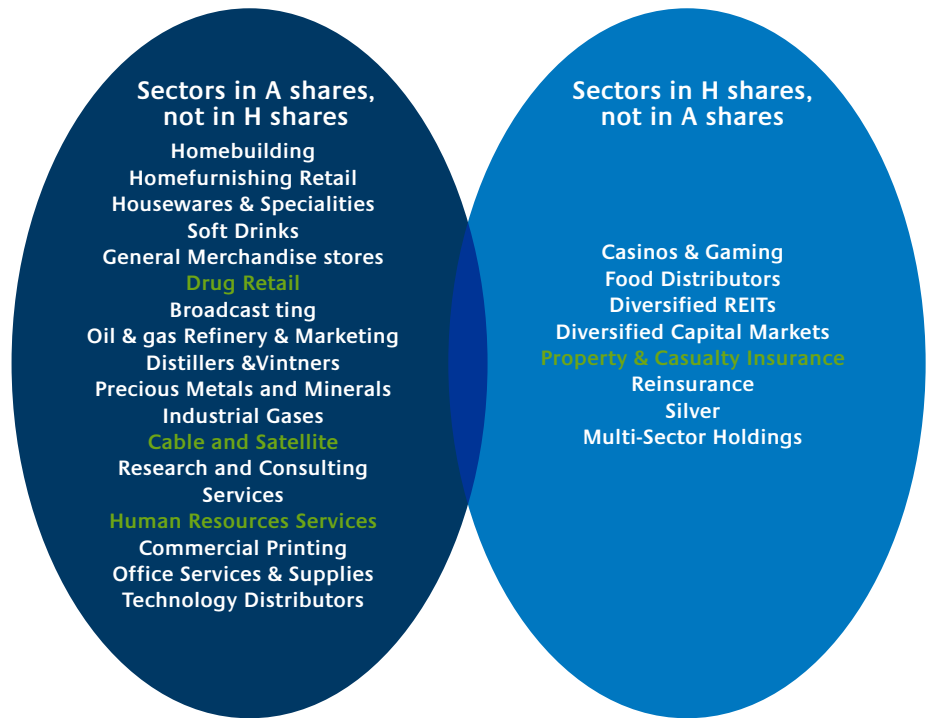 Sectors in A shares,
not in H shares
Homebuilding
Homefurnishing Retail
Housewares & Specialities
Soft Drinks
General Merchandise stores
Drug Retail
Broadcast ting
Oil & gas Refinery & Marketing
Distillers &Vintners
Precious Metals and Minerals
Industrial Gases
Cable and Satellite
Research and Consulting
Services
Human Resources Services
Commercial Printing
Office Services & Supplies
Technology Distributors
Sectors in H shares,
not in A shares
Casinos & Gaming
Food Distributors
Diversified REITs
Diversified Capital Markets
Property & Casualty Insurance
Reinsurance
Silver
Multi-Sector Holdings